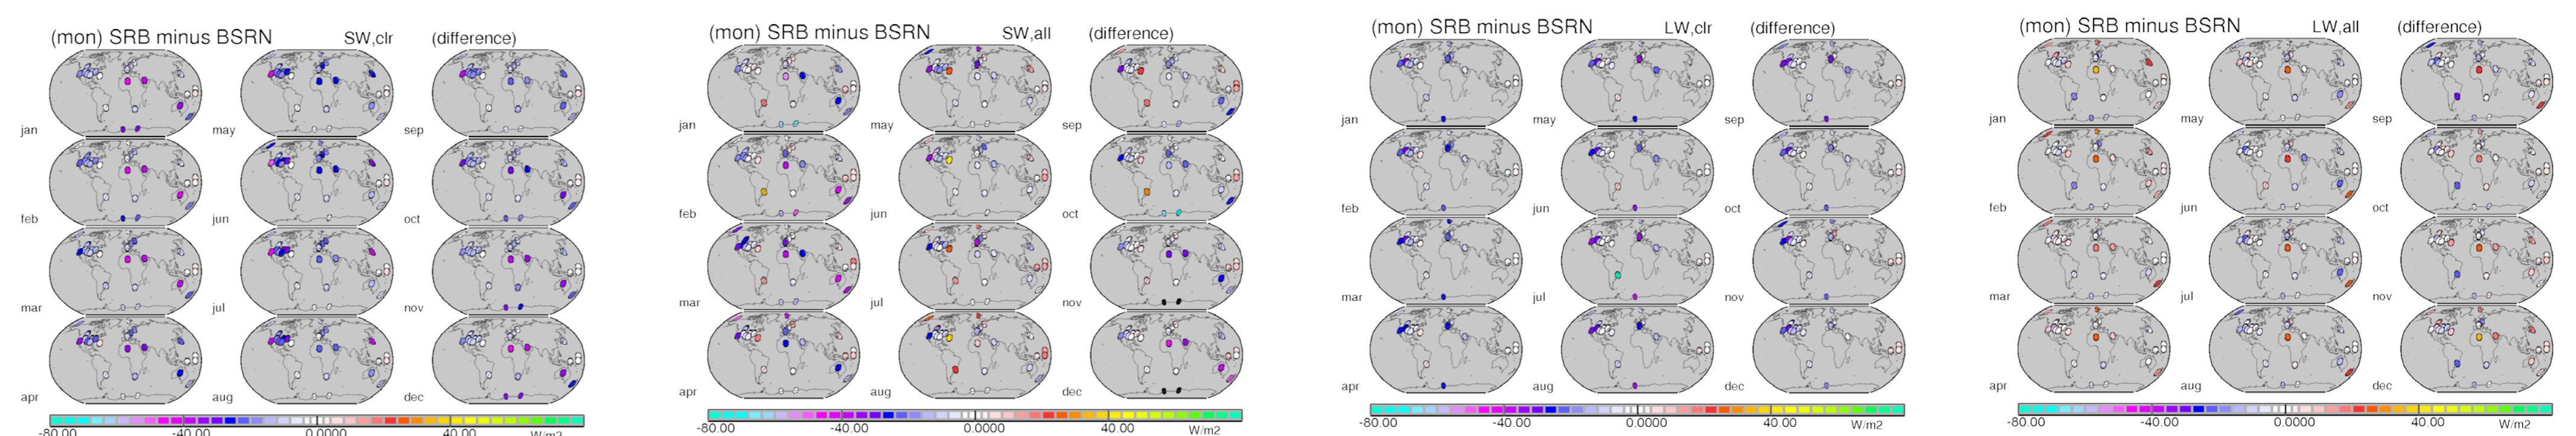 (mon) SRB minus BSRN SW,clr (difference)
jan may sep
feb jun oct
mar jul nov
apr aug dec
-80.00 -40.00 0.0000 40.00 W/m2
(mon) SRB minus BSRN SW,all (difference)
jan may sep
feb jun oct
mar jul nov
apr aug dec
-80.00 -40.00 0.0000 40.00 W/m2
(mon) SRB minus BSRN LW,clr (difference)
jan may sep
feb jun oct
mar jul nov
apr aug dec
-80.00 -40.00 0.0000 40.00 W/m2
(mon) SRB minus BSRN LW,all (difference)
jan may sep
feb jun oct
mar jul nov
apr aug dec
-80.00 -40.00 0.0000 40.00 W/m2